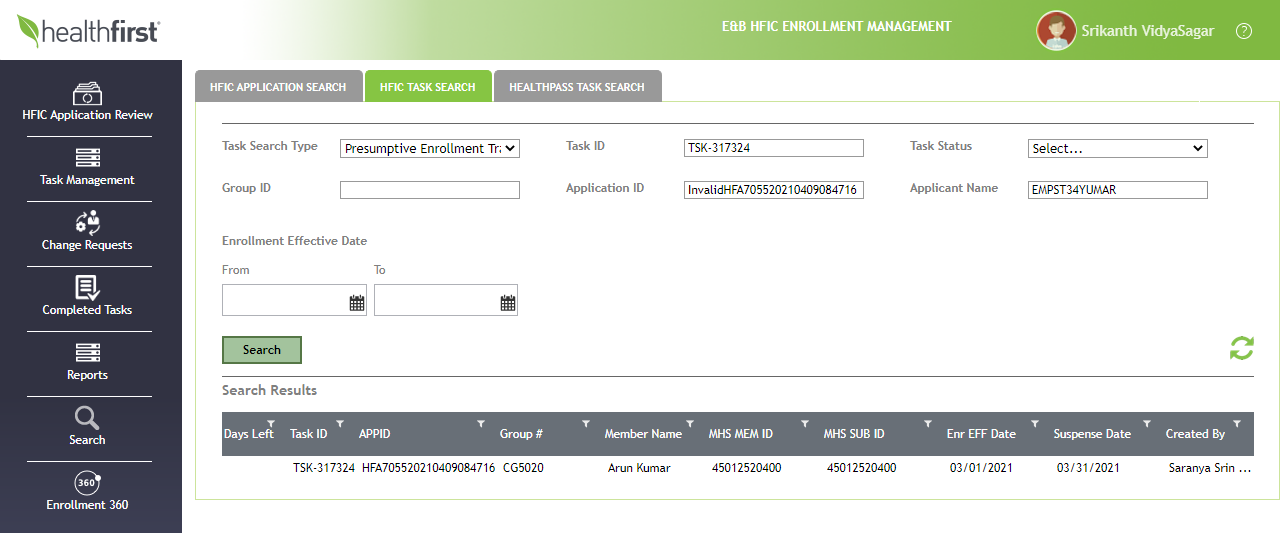 healthfirst
E&B HFIC ENROLLMENT MANAGEMENT
Srikanth VidyaSagar
?
HFIC Application Review
Task Management
Change Requests
Completed Tasks
Reports
Search
360°
Enrollment 360
HFIC APPLICATION SEARCH HFIC TASK SEARCH HEALTHPASS TASK SEARCH
Task Search Type Presumptive Enrollment Tra Task ID TSK-317324 Task Status Select...
Group ID Application ID InvalidHFA705520210409084716 Applicant Name EMPST34YUMAR
Enrollment Effective Date
From To
Search
Search Results
Days Left Task ID APPID Group # Member Name MHS MEM ID MHS SUB ID Enr EFF Date Suspense Date Created By
TSK-317324 HFA705520210409084716 CG5020 Arun Kumar 45012520400 45012520400 03/01/2021 03/31/2021 Saranya Srin ...